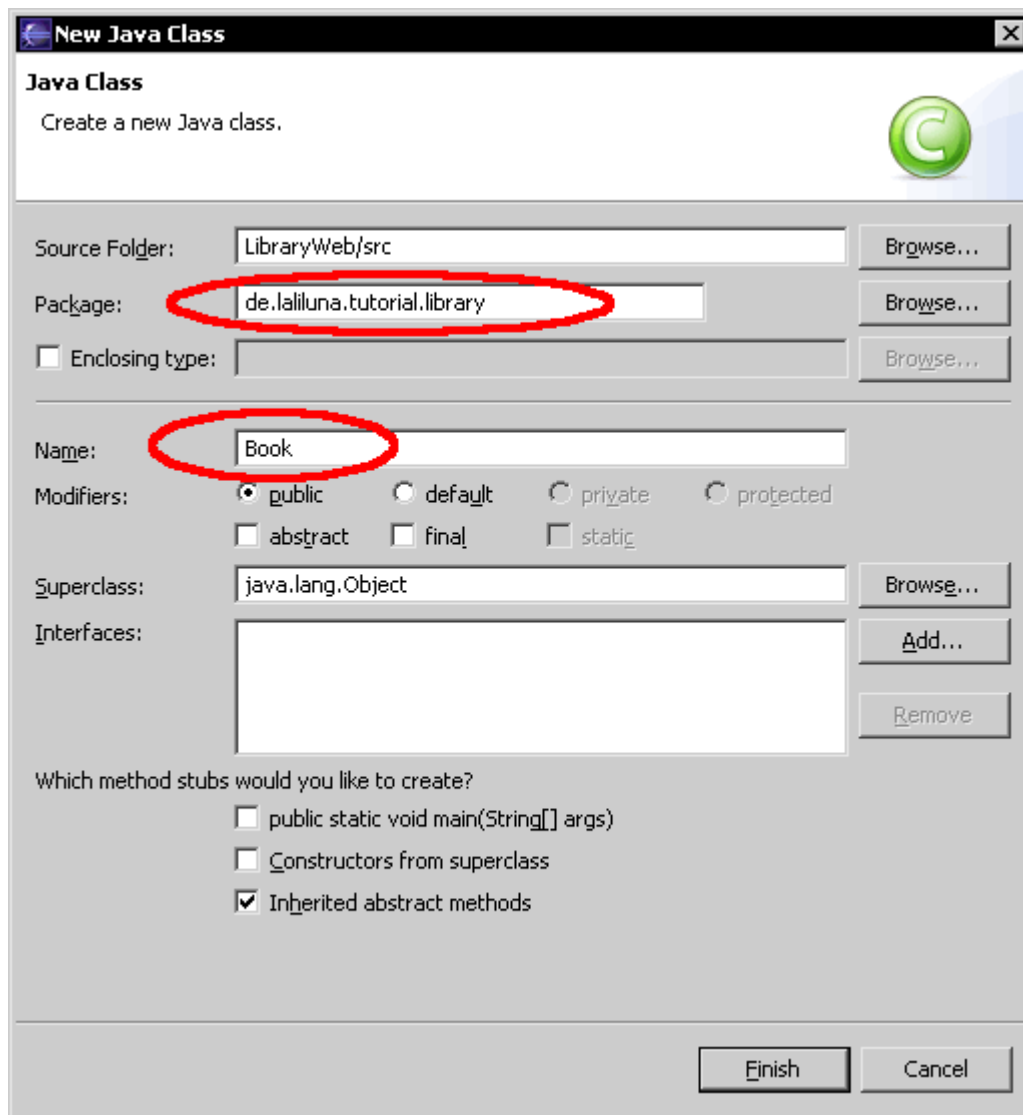 New Java Class
Java Class
Create a new Java class.
Source Folder: LibraryWeb/src Browse...
Package: de.laliluna.tutorial.library Browse...
Enclosing type: Browse...
Name: Book
Modifiers: public default private protected
abstract final static
Superclass: java.lang.Object Browse...
Interfaces: Add...
Remove
Which method stubs would you like to create?
public static void main(String[] args)
Constructors from superclass
Inherited abstract methods
Finish Cancel